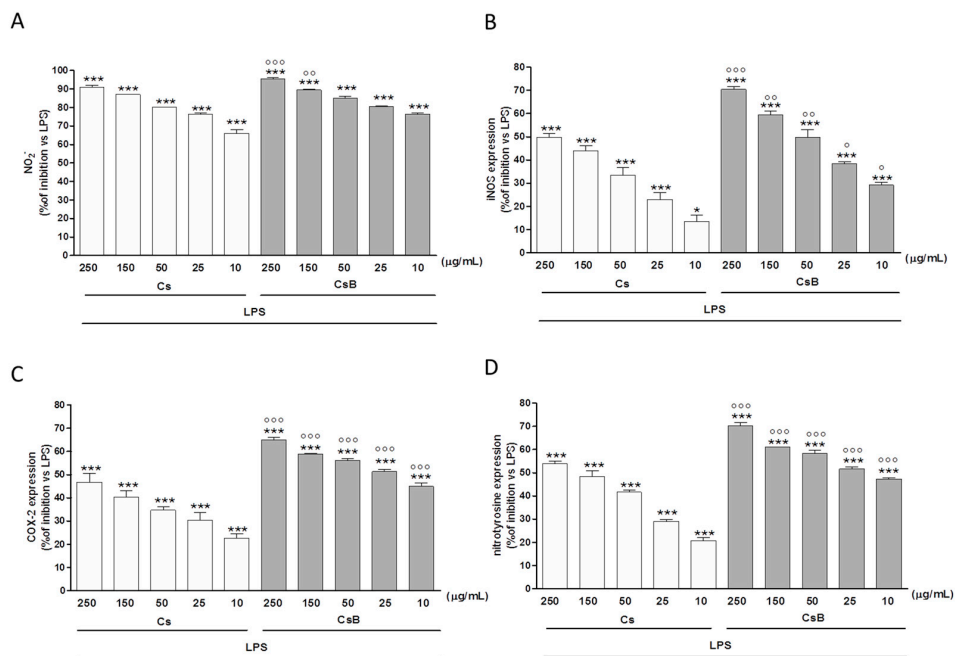 A
NO2-
(%of inibition vs LPS)
100
90
80
70
60
50
40
30
20
10
0
*** *** *** *** *** °°° *** °° *** *** *** ***
250 150 50 25 10 250 150 50 25 10 (µg/mL)
Cs CsB
LPS
B
iNOS expression
(%of inibition vs LPS)
80
70
60
50
40
30
20
10
0
*** *** *** *** * °°° *** °° *** °° *** ° *** ° ***
250 150 50 25 10 250 150 50 25 10 (µg/mL)
Cs CsB
LPS
C
COX-2 expression
(%of inibition vs LPS)
80
70
60
50
40
30
20
10
0
*** *** *** *** *** °°° *** °°° *** °°° *** °°° *** °°° ***
250 150 50 25 10 250 150 50 25 10 (µg/mL)
Cs CsB
LPS
D
nitrotyrosine expression
(%of inibition vs LPS)
80
70
60
50
40
30
20
10
0
*** *** *** *** *** °°° *** °°° *** °°° *** °°° *** °°° ***
250 150 50 25 10 250 150 50 25 10 (µg/mL)
Cs CsB
LPS